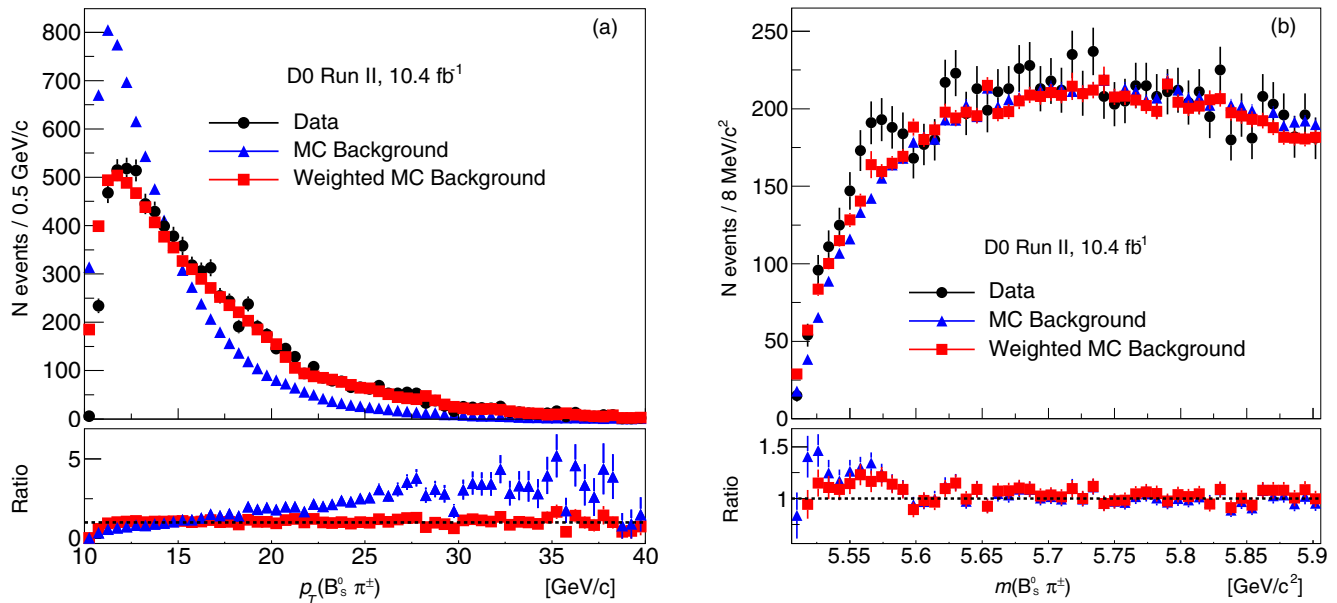 (a)
D0 Run II, 10.4 fb-1
Data
MC Background
Weighted MC Background
N events / 0.5 GeV/c
800
700
600
500
400
300
200
100
0
Ratio
5
0
10 15 20 25 30 35 40
pT(B0s π±) [GeV/c]
(b)
D0 Run II, 10.4 fb-1
Data
MC Background
Weighted MC Background
N events / 8 MeV/c2
250
200
150
100
50
0
Ratio
1.5
1
5.55 5.6 5.65 5.7 5.75 5.8 5.85 5.9
m(B0s π±) [GeV/c2]